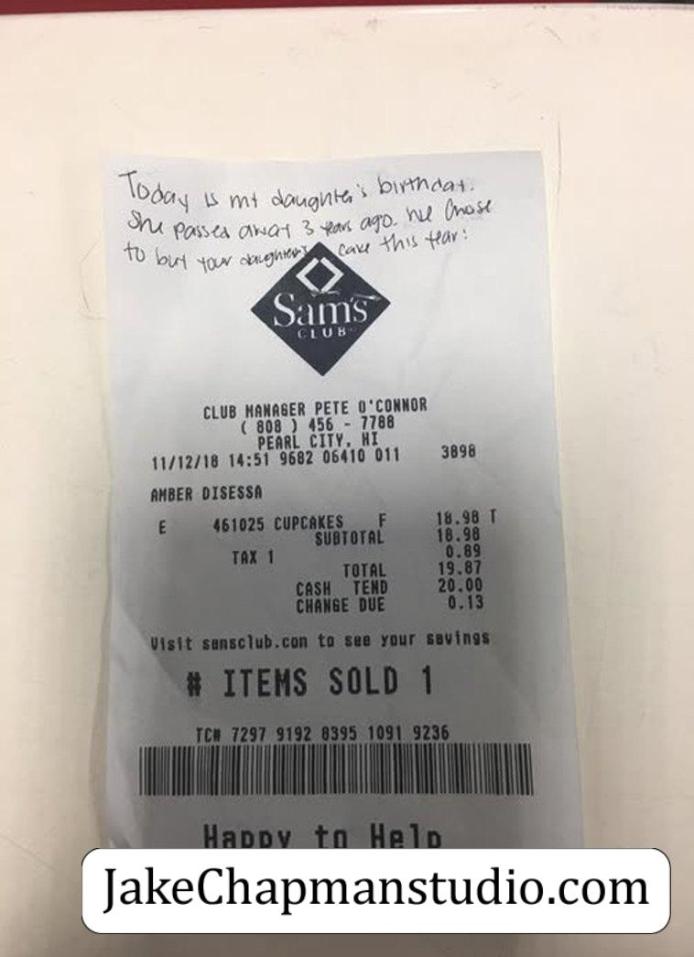 Today is my daughter's birthday.
She passed away 3 years ago. We chose
to buy your daughter's cake this year!
Sam's
CLUB
CLUB MANAGER PETE O'CONNOR
( 808 ) 456 - 7788
PEARL CITY, HI
11/12/18 14:51 9682 06410 011 3898
AMBER DISESSA
E 461025 CUPCAKES F 18.98 T
SUBTOTAL 18.98
TAX 1 0.89
TOTAL 19.87
CASH TEND 20.00
CHANGE DUE 0.13
Visit samsclub.com to see your savings
# ITEMS SOLD 1
TC# 7297 9192 8395 1091 9236
Happy to Help
JakeChapmanstudio.com